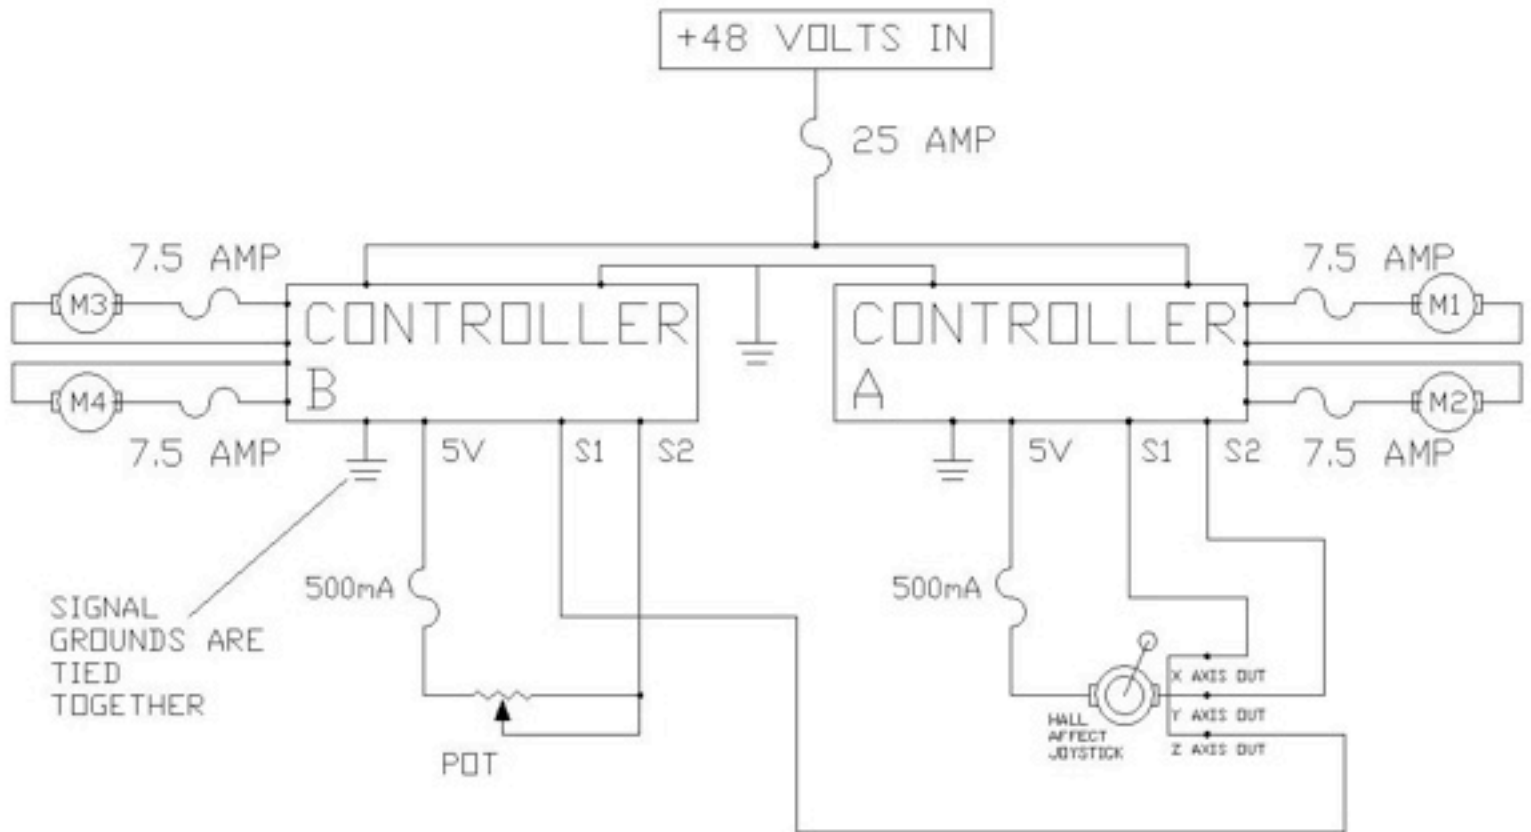 +48 VOLTS IN
25 AMP
7.5 AMP
7.5 AMP
M3
CONTROLLER
CONTROLLER
M1
M4
B
A
M2
7.5 AMP
5V
S1
S2
5V
S1
S2
7.5 AMP
500mA
500mA
SIGNAL
GROUNDS ARE
TIED
TOGETHER
X AXIS OUT
Y AXIS OUT
Z AXIS OUT
HALL
AFFECT
JOYSTICK
POT